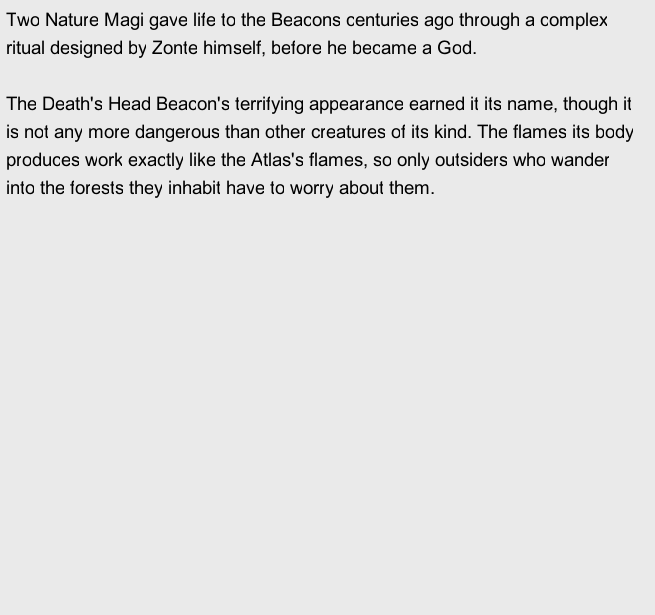 Two Nature Magi gave life to the Beacons centuries ago through a complex
ritual designed by Zonte himself, before he became a God.
The Death's Head Beacon's terrifying appearance earned it its name, though it
is not any more dangerous than other creatures of its kind. The flames its body
produces work exactly like the Atlas's flames, so only outsiders who wander
into the forests they inhabit have to worry about them.